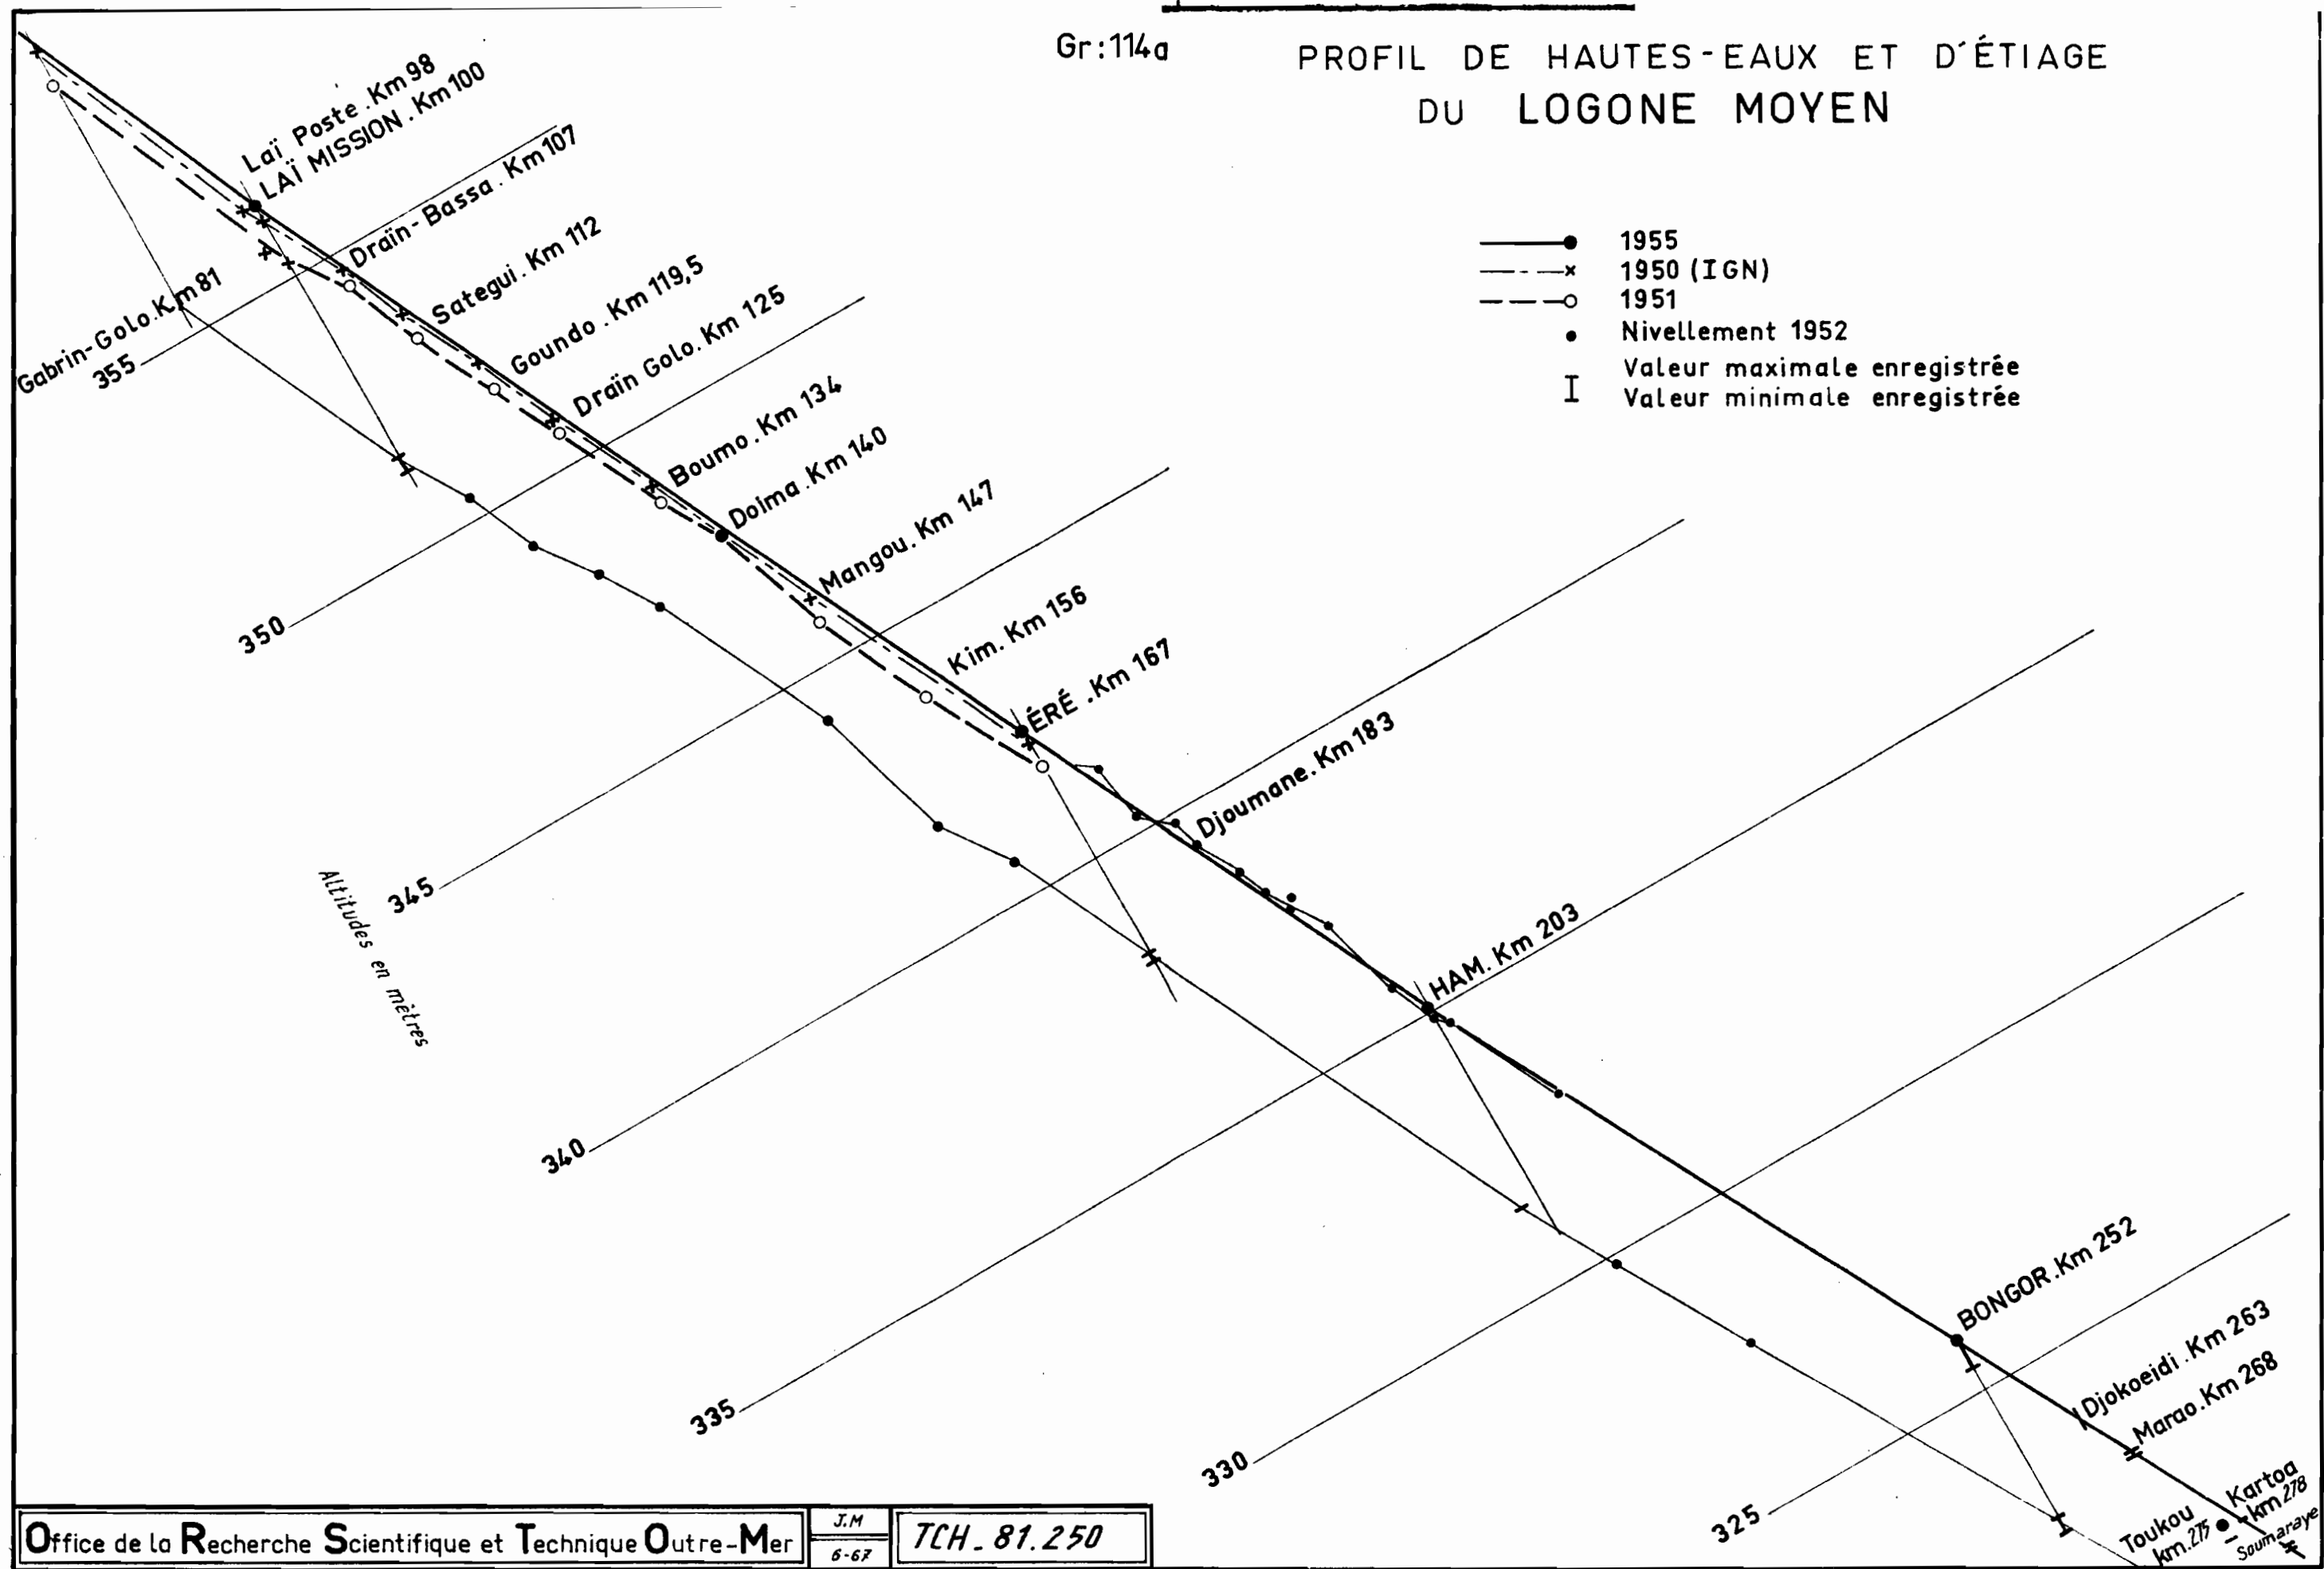 Gr:114a
PROFIL DE HAUTES-EAUX ET D'ÉTIAGE
DU LOGONE MOYEN
1955
1950 (IGN)
1951
Nivellement 1952
Valeur maximale enregistrée
Valeur minimale enregistrée
Laï Poste.Km 98
LAÏ MISSION.Km 100
Draïn-Bassa.Km 107
Sategui.Km 112
Goundo.Km 119,5
Draïn Golo.Km 125
Boumo.Km 134
Doïma.Km 140
Mangou.Km 147
Kim.Km 156
ÉRÉ.Km 167
Djoumane.Km 183
HAM.Km 203
BONGOR.Km 252
Djokoeidi.Km 263
Marao.Km 268
Kartoa
km 278
Toukou
km.275
Soumaraye
Gabrin-Golo.Km 81
355
350
345
340
335
330
325
Altitudes en mètres
Office de la Recherche Scientifique et Technique Outre-Mer
J.M
6-67
TCH_81.250